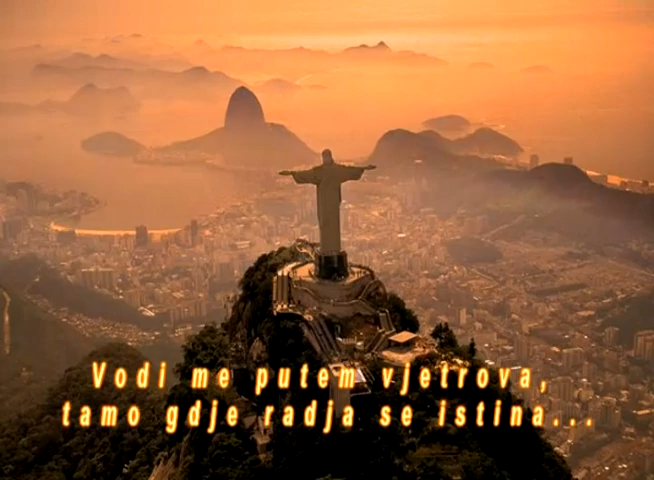 Vodi me putem vjetrova,
tamo gdje radja se istina...